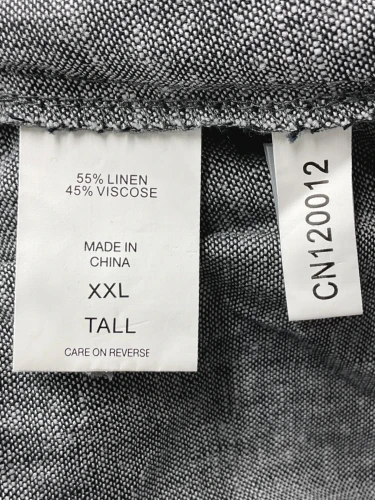 55% LINEN
45% VISCOSE
MADE IN
CHINA
XXL
TALL
CARE ON REVERSE
CN120012